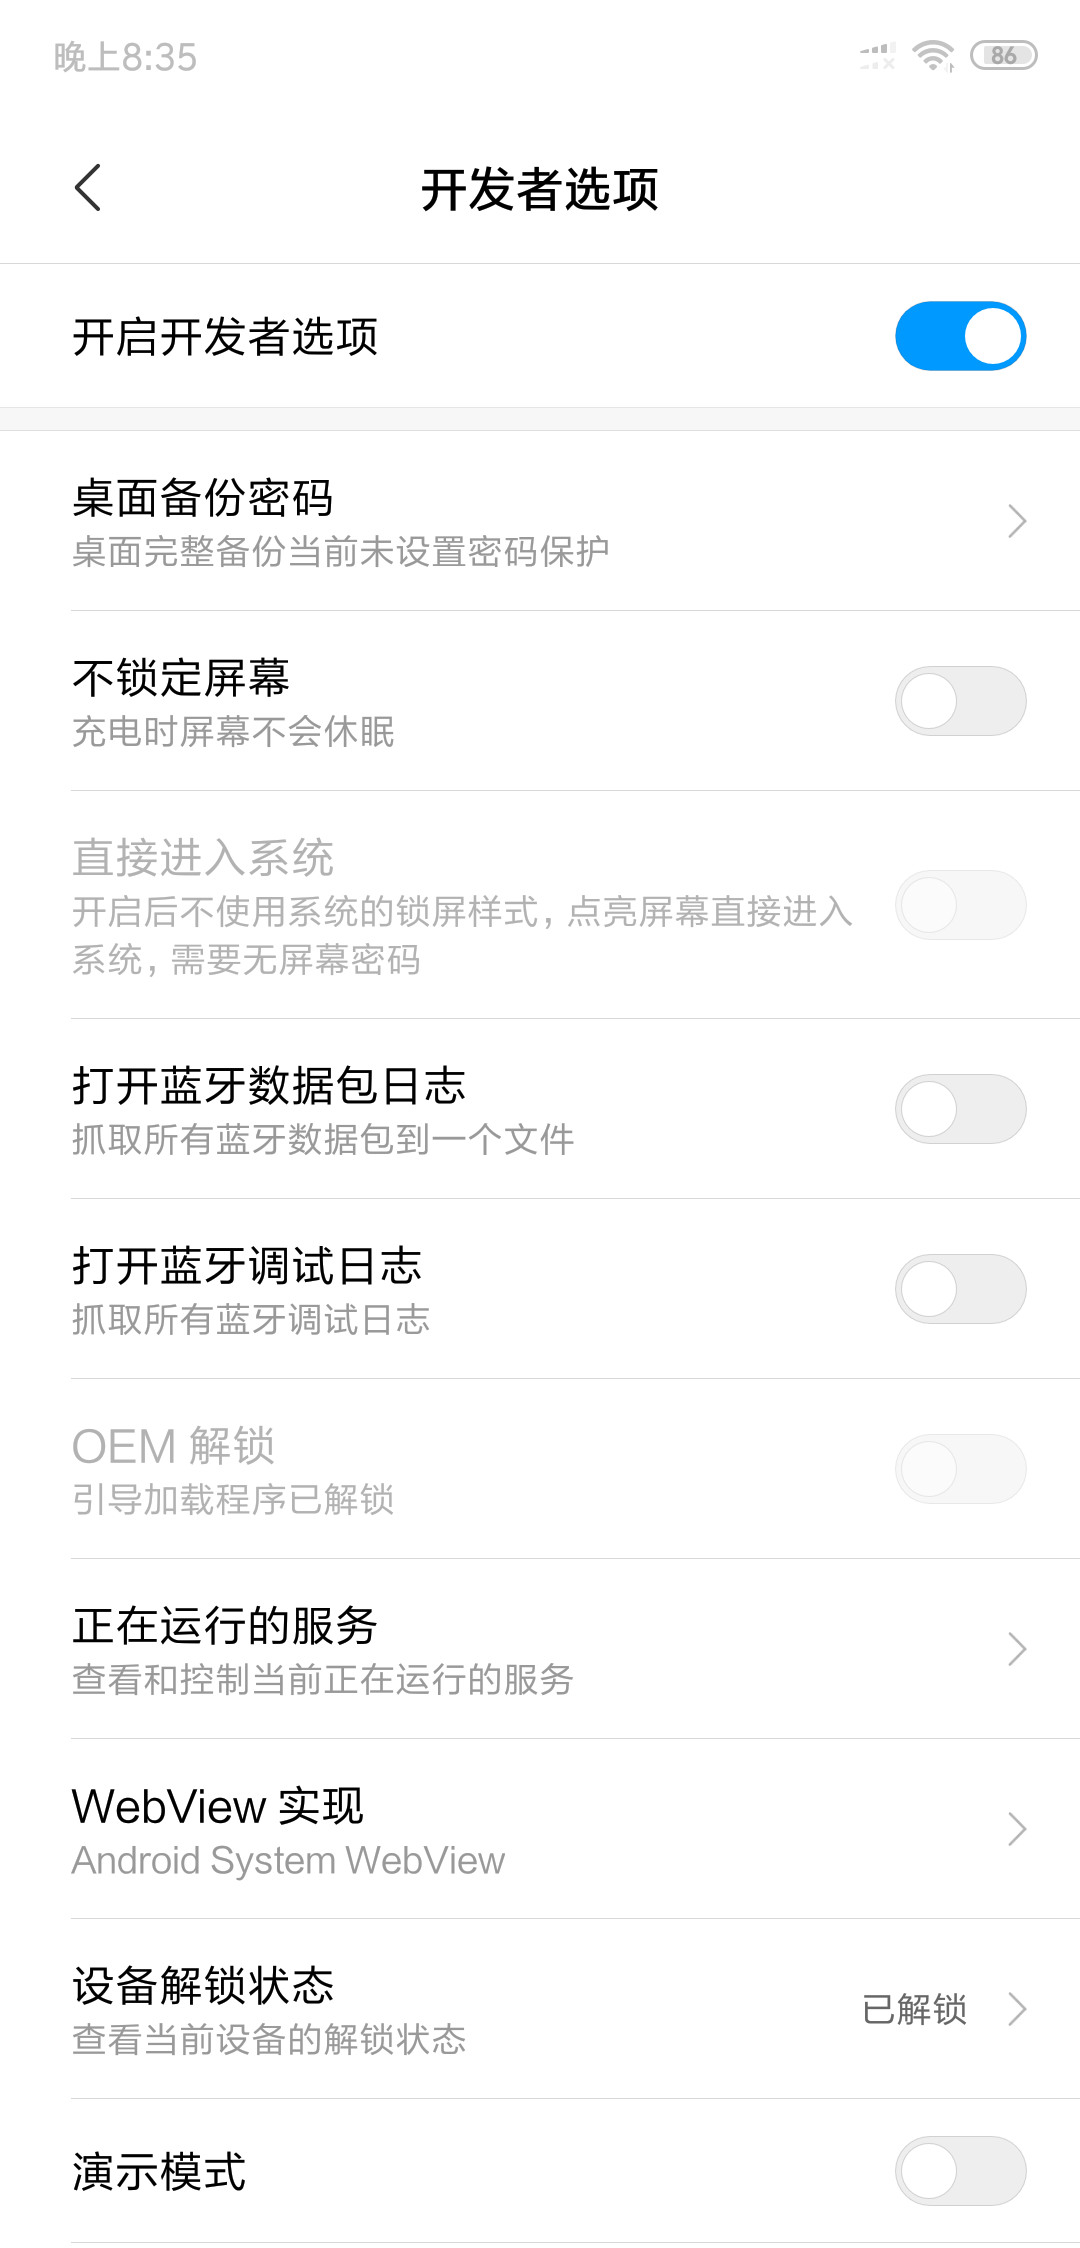 晚上8:35
86
开发者选项
开启开发者选项
桌面备份密码
桌面完整备份当前未设置密码保护
不锁定屏幕
充电时屏幕不会休眠
直接进入系统
开启后不使用系统的锁屏样式，点亮屏幕直接进入
系统，需要无屏幕密码
打开蓝牙数据包日志
抓取所有蓝牙数据包到一个文件
打开蓝牙调试日志
抓取所有蓝牙调试日志
OEM 解锁
引导加载程序已解锁
正在运行的服务
查看和控制当前正在运行的服务
WebView 实现
Android System WebView
设备解锁状态
已解锁
查看当前设备的解锁状态
演示模式